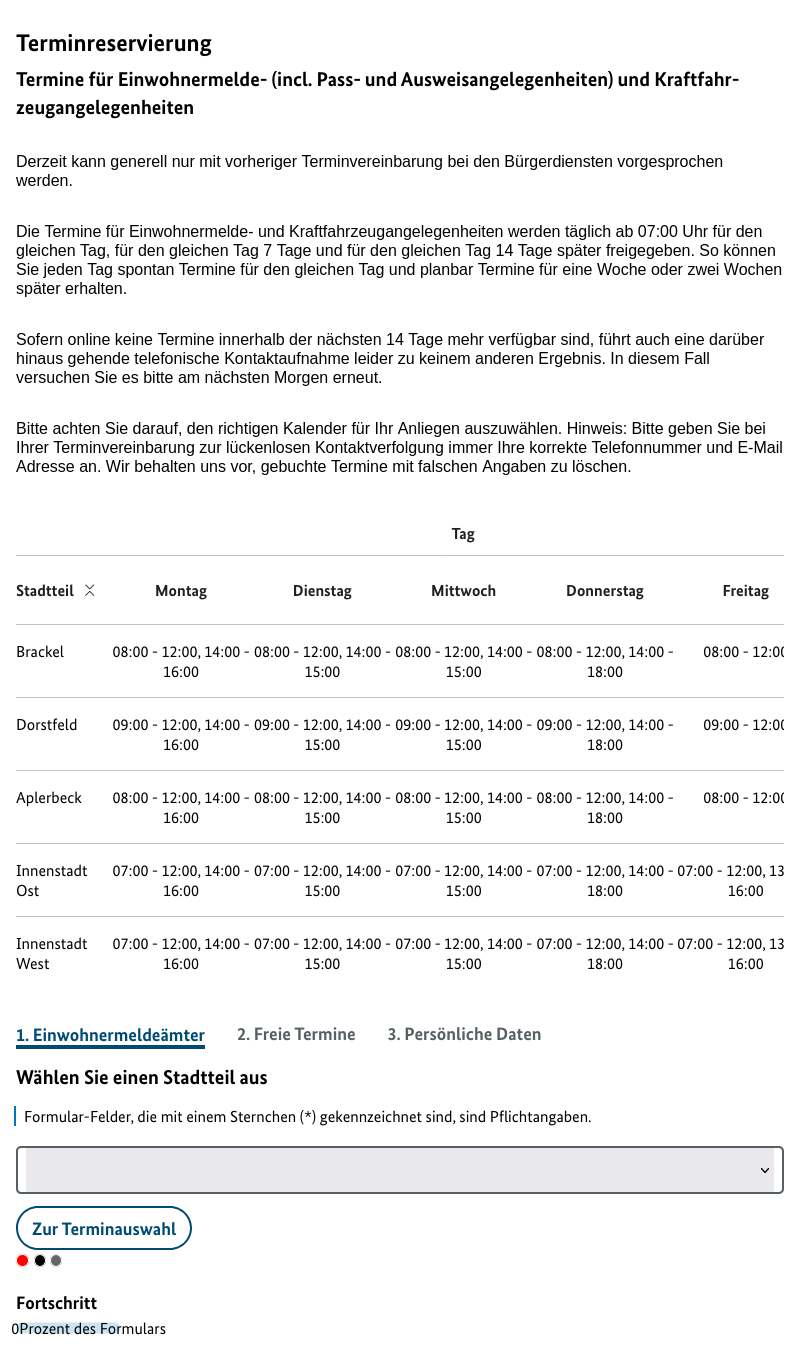 Terminreservierung
Termine für Einwohnermelde- (incl. Pass- und Ausweisangelegenheiten) und Kraftfahr-
zeugangelegenheiten
Derzeit kann generell nur mit vorheriger Terminvereinbarung bei den Bürgerdiensten vorgesprochen
werden.
Die Termine für Einwohnermelde- und Kraftfahrzeugangelegenheiten werden täglich ab 07:00 Uhr für den
gleichen Tag, für den gleichen Tag 7 Tage und für den gleichen Tag 14 Tage später freigegeben. So können
Sie jeden Tag spontan Termine für den gleichen Tag und planbar Termine für eine Woche oder zwei Wochen
später erhalten.
Sofern online keine Termine innerhalb der nächsten 14 Tage mehr verfügbar sind, führt auch eine darüber
hinaus gehende telefonische Kontaktaufnahme leider zu keinem anderen Ergebnis. In diesem Fall
versuchen Sie es bitte am nächsten Morgen erneut.
Bitte achten Sie darauf, den richtigen Kalender für Ihr Anliegen auszuwählen. Hinweis: Bitte geben Sie bei
Ihrer Terminvereinbarung zur lückenlosen Kontaktverfolgung immer Ihre korrekte Telefonnummer und E-Mail
Adresse an. Wir behalten uns vor, gebuchte Termine mit falschen Angaben zu löschen.
Tag
Stadtteil Montag Dienstag Mittwoch Donnerstag Freitag
Brackel 08:00 - 12:00, 14:00 - 08:00 - 12:00, 14:00 - 08:00 - 12:00, 14:00 - 08:00 - 12:00, 14:00 - 08:00 - 12:00
16:00 15:00 15:00 18:00
Dorstfeld 09:00 - 12:00, 14:00 - 09:00 - 12:00, 14:00 - 09:00 - 12:00, 14:00 - 09:00 - 12:00, 14:00 - 09:00 - 12:00
16:00 15:00 15:00 18:00
Aplerbeck 08:00 - 12:00, 14:00 - 08:00 - 12:00, 14:00 - 08:00 - 12:00, 14:00 - 08:00 - 12:00, 14:00 - 08:00 - 12:00
16:00 15:00 15:00 18:00
Innenstadt 07:00 - 12:00, 14:00 - 07:00 - 12:00, 14:00 - 07:00 - 12:00, 14:00 - 07:00 - 12:00, 14:00 - 07:00 - 12:00, 13
Ost 16:00 15:00 15:00 18:00 16:00
Innenstadt 07:00 - 12:00, 14:00 - 07:00 - 12:00, 14:00 - 07:00 - 12:00, 14:00 - 07:00 - 12:00, 14:00 - 07:00 - 12:00, 13
West 16:00 15:00 15:00 18:00 16:00
1. Einwohnermeldeämter 2. Freie Termine 3. Persönliche Daten
Wählen Sie einen Stadtteil aus
Formular-Felder, die mit einem Sternchen (*) gekennzeichnet sind, sind Pflichtangaben.
Zur Terminauswahl
Fortschritt
0Prozent des Formulars